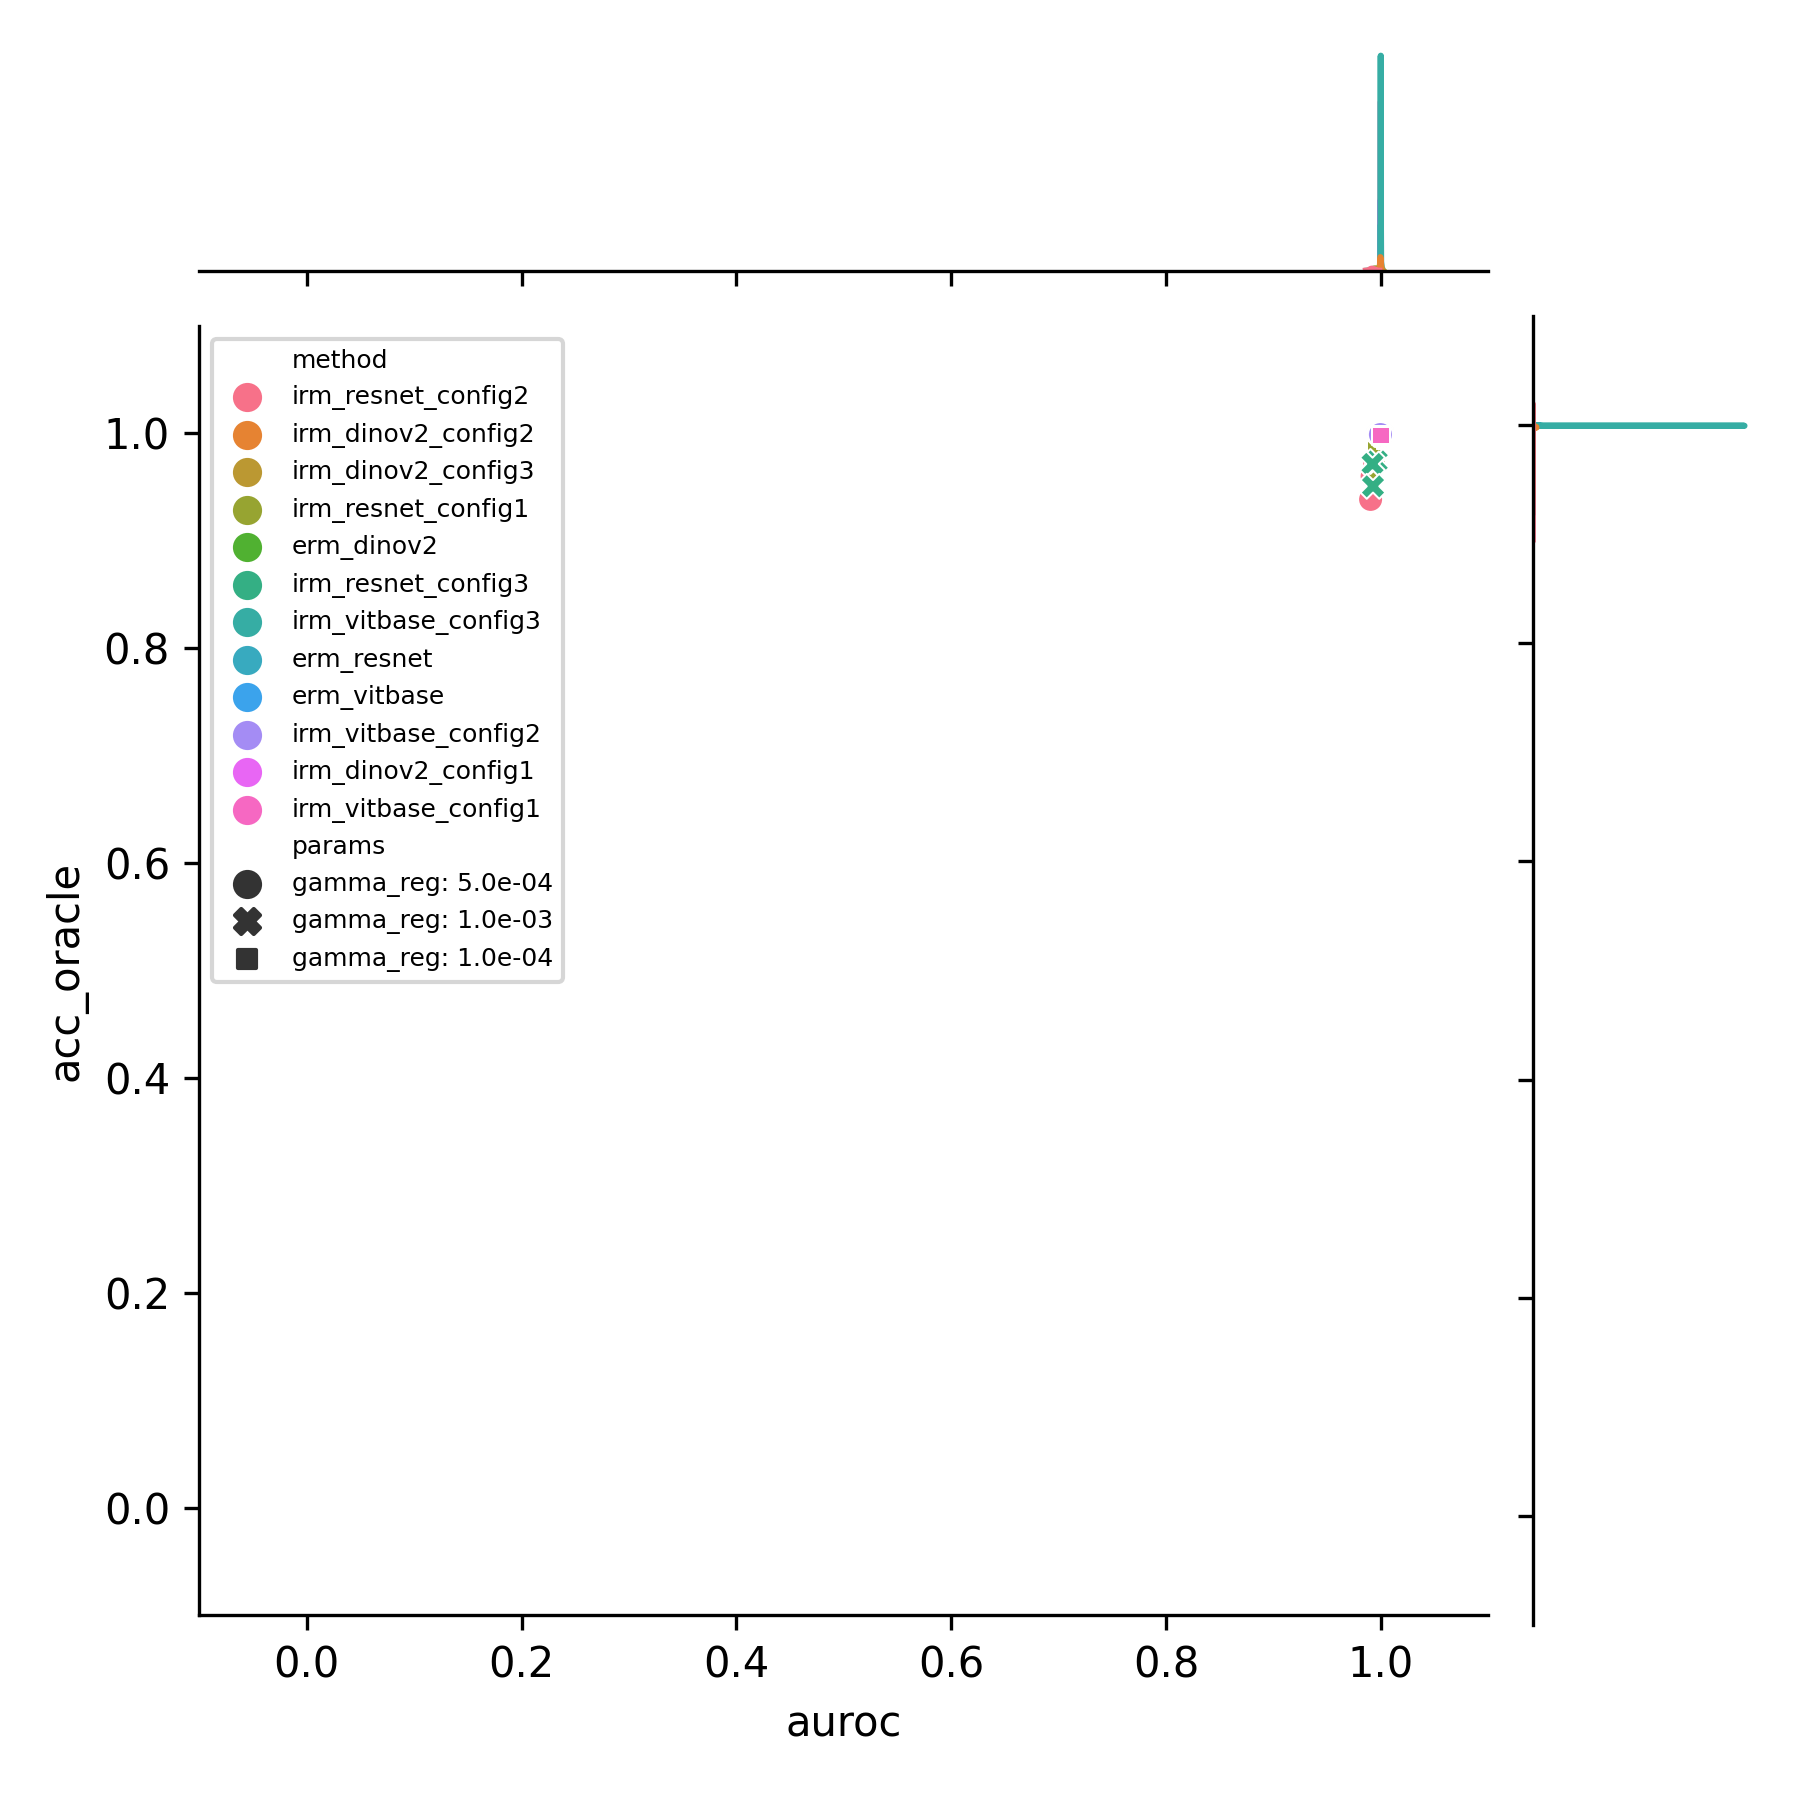 method
irm_resnet_config2
irm_dinov2_config2
irm_dinov2_config3
irm_resnet_config1
erm_dinov2
irm_resnet_config3
irm_vitbase_config3
erm_resnet
erm_vitbase
irm_vitbase_config2
irm_dinov2_config1
irm_vitbase_config1
params
gamma_reg: 5.0e-04
gamma_reg: 1.0e-03
gamma_reg: 1.0e-04
1.0
0.8
0.6
0.4
0.2
0.0
acc_oracle
0.0 0.2 0.4 0.6 0.8 1.0
auroc